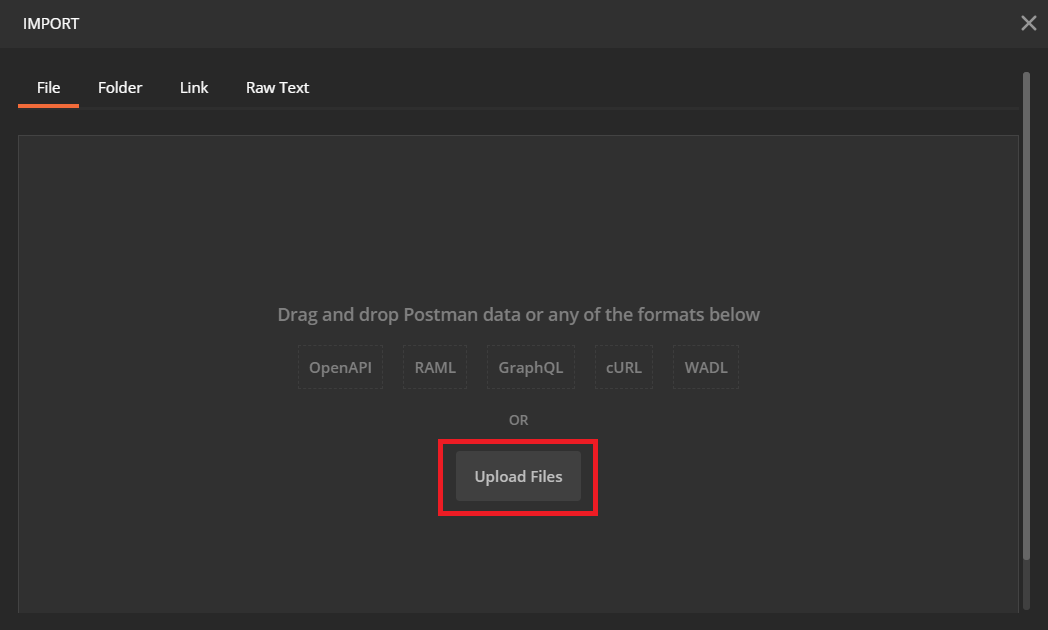 IMPORT
File Folder Link Raw Text
Drag and drop Postman data or any of the formats below
OpenAPI RAML GraphQL cURL WADL
OR
Upload Files